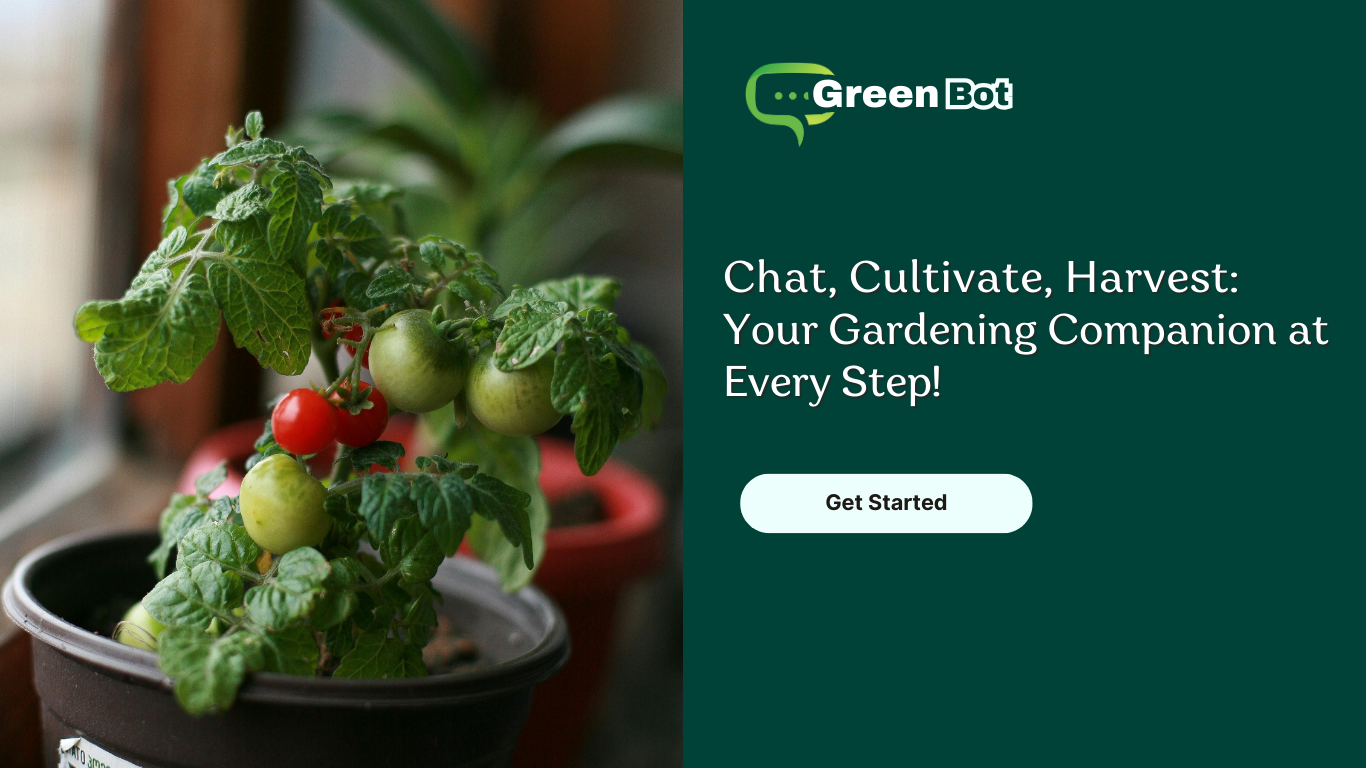 Green Bot
Chat, Cultivate, Harvest:
Your Gardening Companion at
Every Step!
Get Started